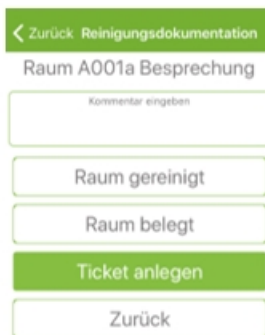 Zurück Reinigungsdokumentation
Raum A001a Besprechung
Kommentar eingeben
Raum gereinigt
Raum belegt
Ticket anlegen
Zurück